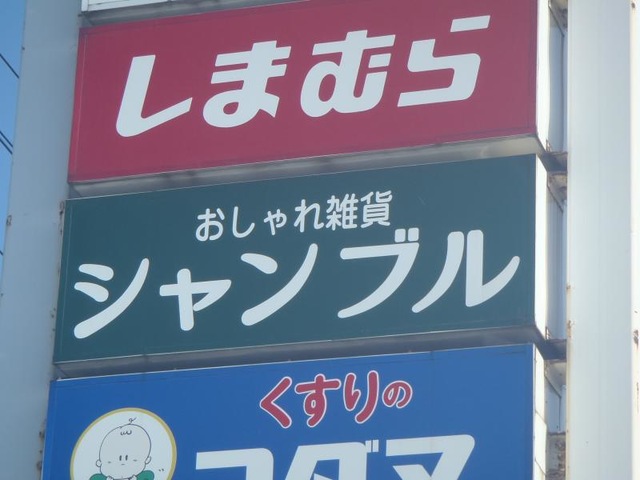 しまむら
おしゃれ雑貨
シャンブル
くすりの
コダマ